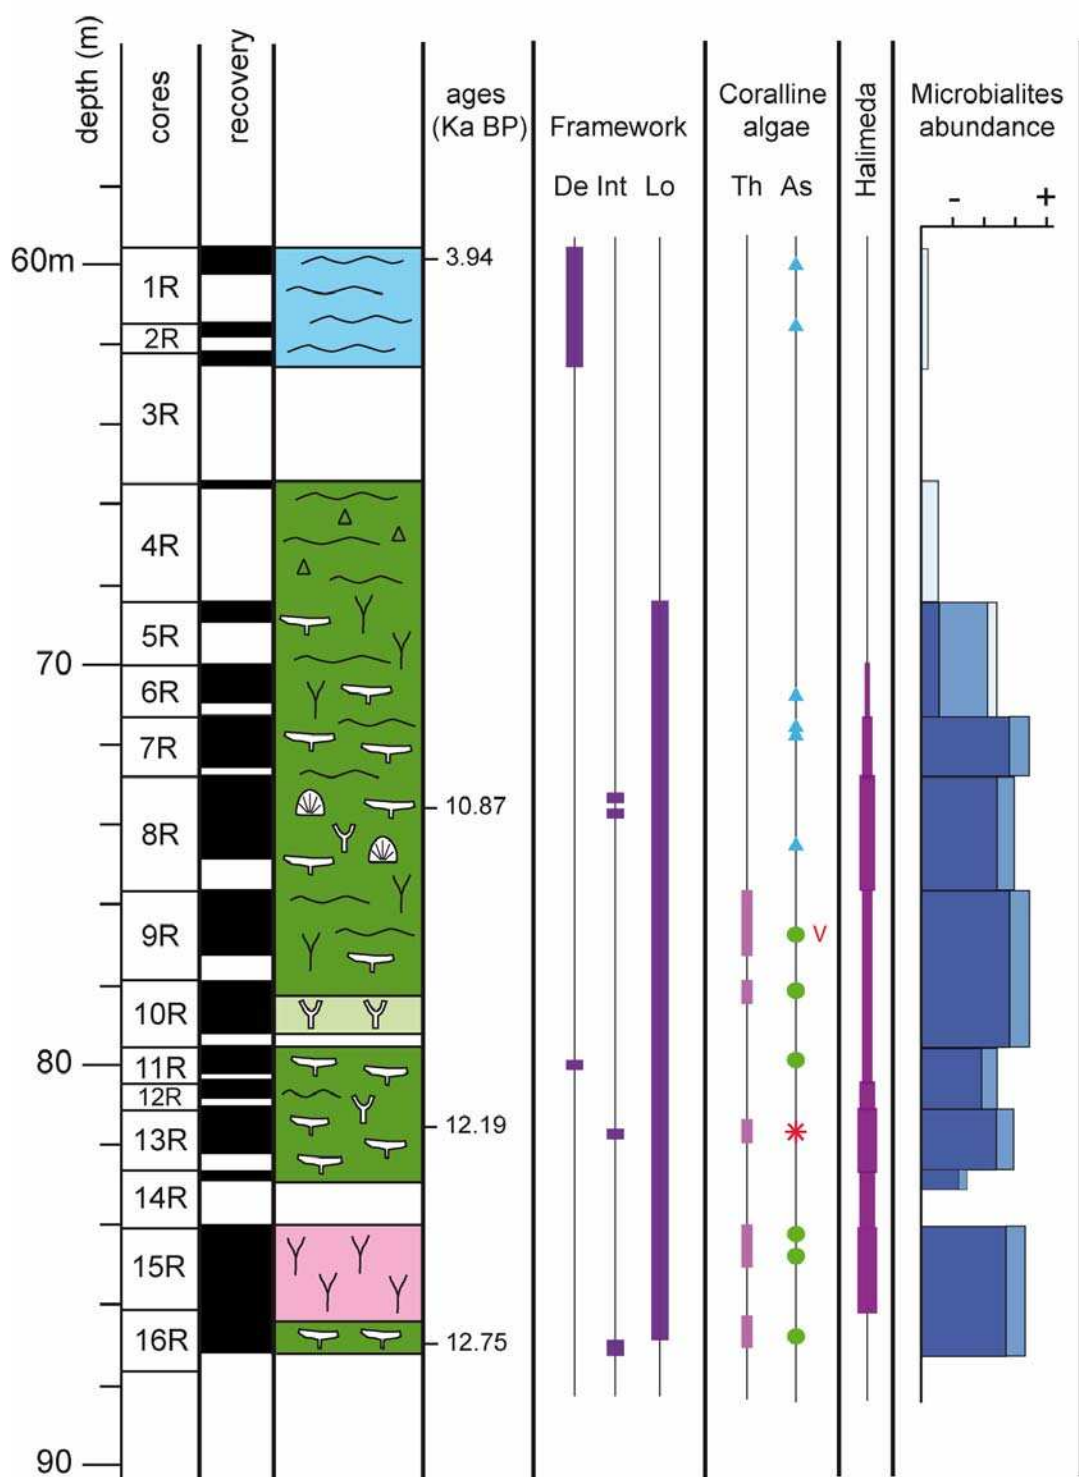 depth (m)
cores
recovery
ages
(Ka BP)
Framework
De Int Lo
Coralline
algae
Th As
Halimeda
Microbialites
abundance
- +
60m
3.94
1R
2R
3R
4R
5R
70
6R
7R
10.87
8R
9R
V
10R
80
11R
12R
12.19
13R
14R
15R
16R
12.75
90